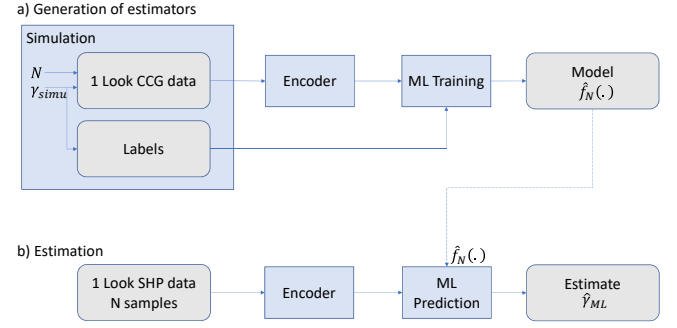 a) Generation of estimators
Simulation
N
γ_simu
1 Look CCG data
Labels
Encoder
ML Training
Model
f̂_N(.)
b) Estimation
f̂_N(.)
1 Look SHP data
N samples
Encoder
ML
Prediction
Estimate
γ̂_ML